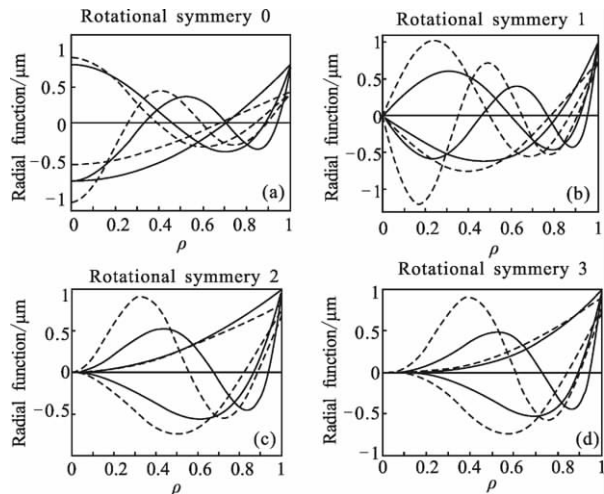 Rotational symmery 0
Radial function/μm
1
0.5
0
−0.5
−1
(a)
0 0.2 0.4 0.6 0.8 1
ρ
Rotational symmery 1
Radial function/μm
1
0.5
0
−0.5
−1
(b)
0 0.2 0.4 0.6 0.8 1
ρ
Rotational symmery 2
Radial function/μm
1
0.5
0
−0.5
(c)
0 0.2 0.4 0.6 0.8 1
ρ
Rotational symmery 3
Radial function/μm
1
0.5
0
−0.5
−1
(d)
0 0.2 0.4 0.6 0.8 1
ρ